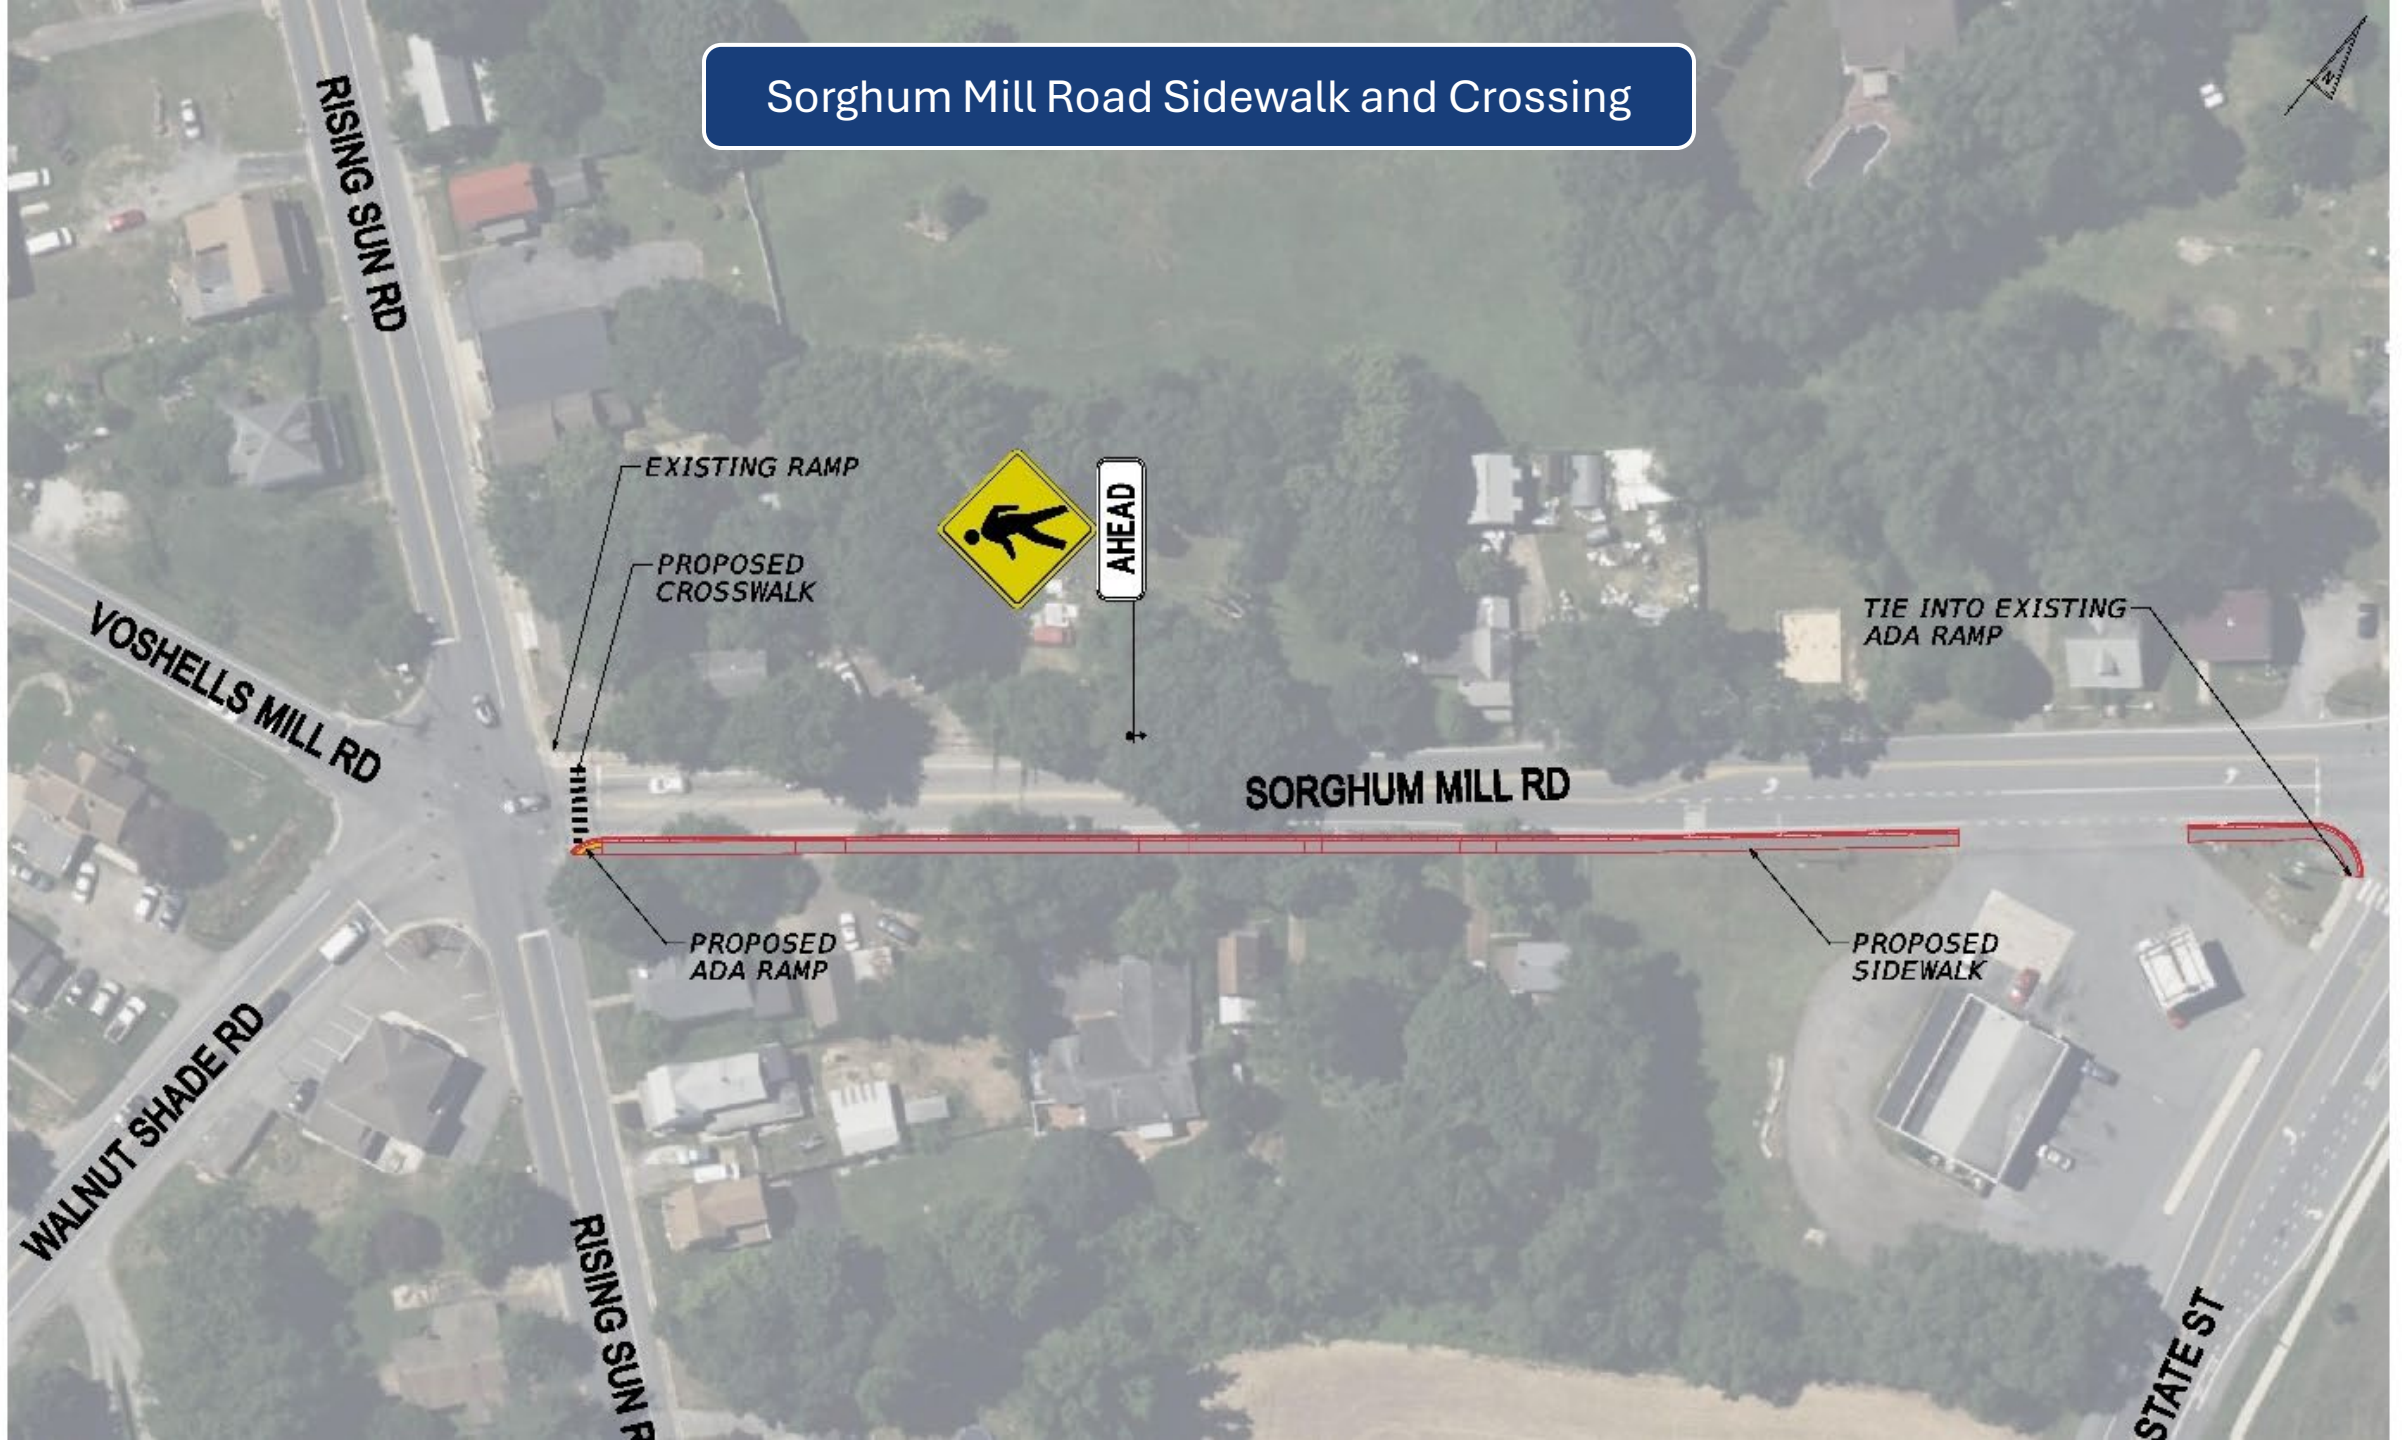 Sorghum Mill Road Sidewalk and Crossing
N
RISING SUN RD
EXISTING RAMP
PROPOSED
CROSSWALK
AHEAD
TIE INTO EXISTING
ADA RAMP
VOSHELLS MILL RD
SORGHUM MILL RD
PROPOSED
ADA RAMP
PROPOSED
SIDEWALK
WALNUT SHADE RD
RISING SUN R
STATE ST